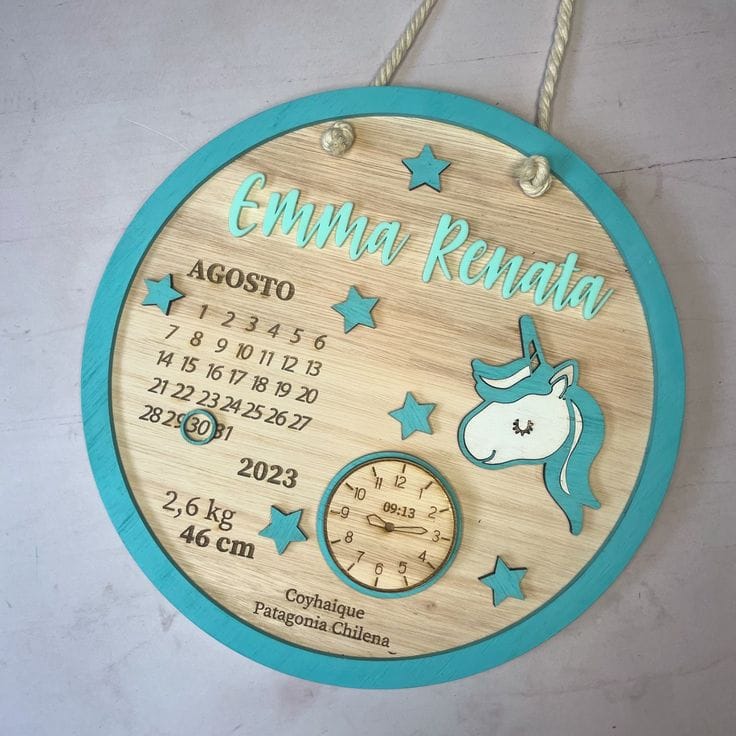 Emma Renata
AGOSTO
1 2 3 4 5 6
7 8 9 10 11 12 13
14 15 16 17 18 19 20
21 22 23 24 25 26 27
28 29 30 31
2023
2,6 kg
46 cm
12
11 1
10 2
09:13
9 3
8 4
7 5
6
Coyhaique
Patagonia Chilena